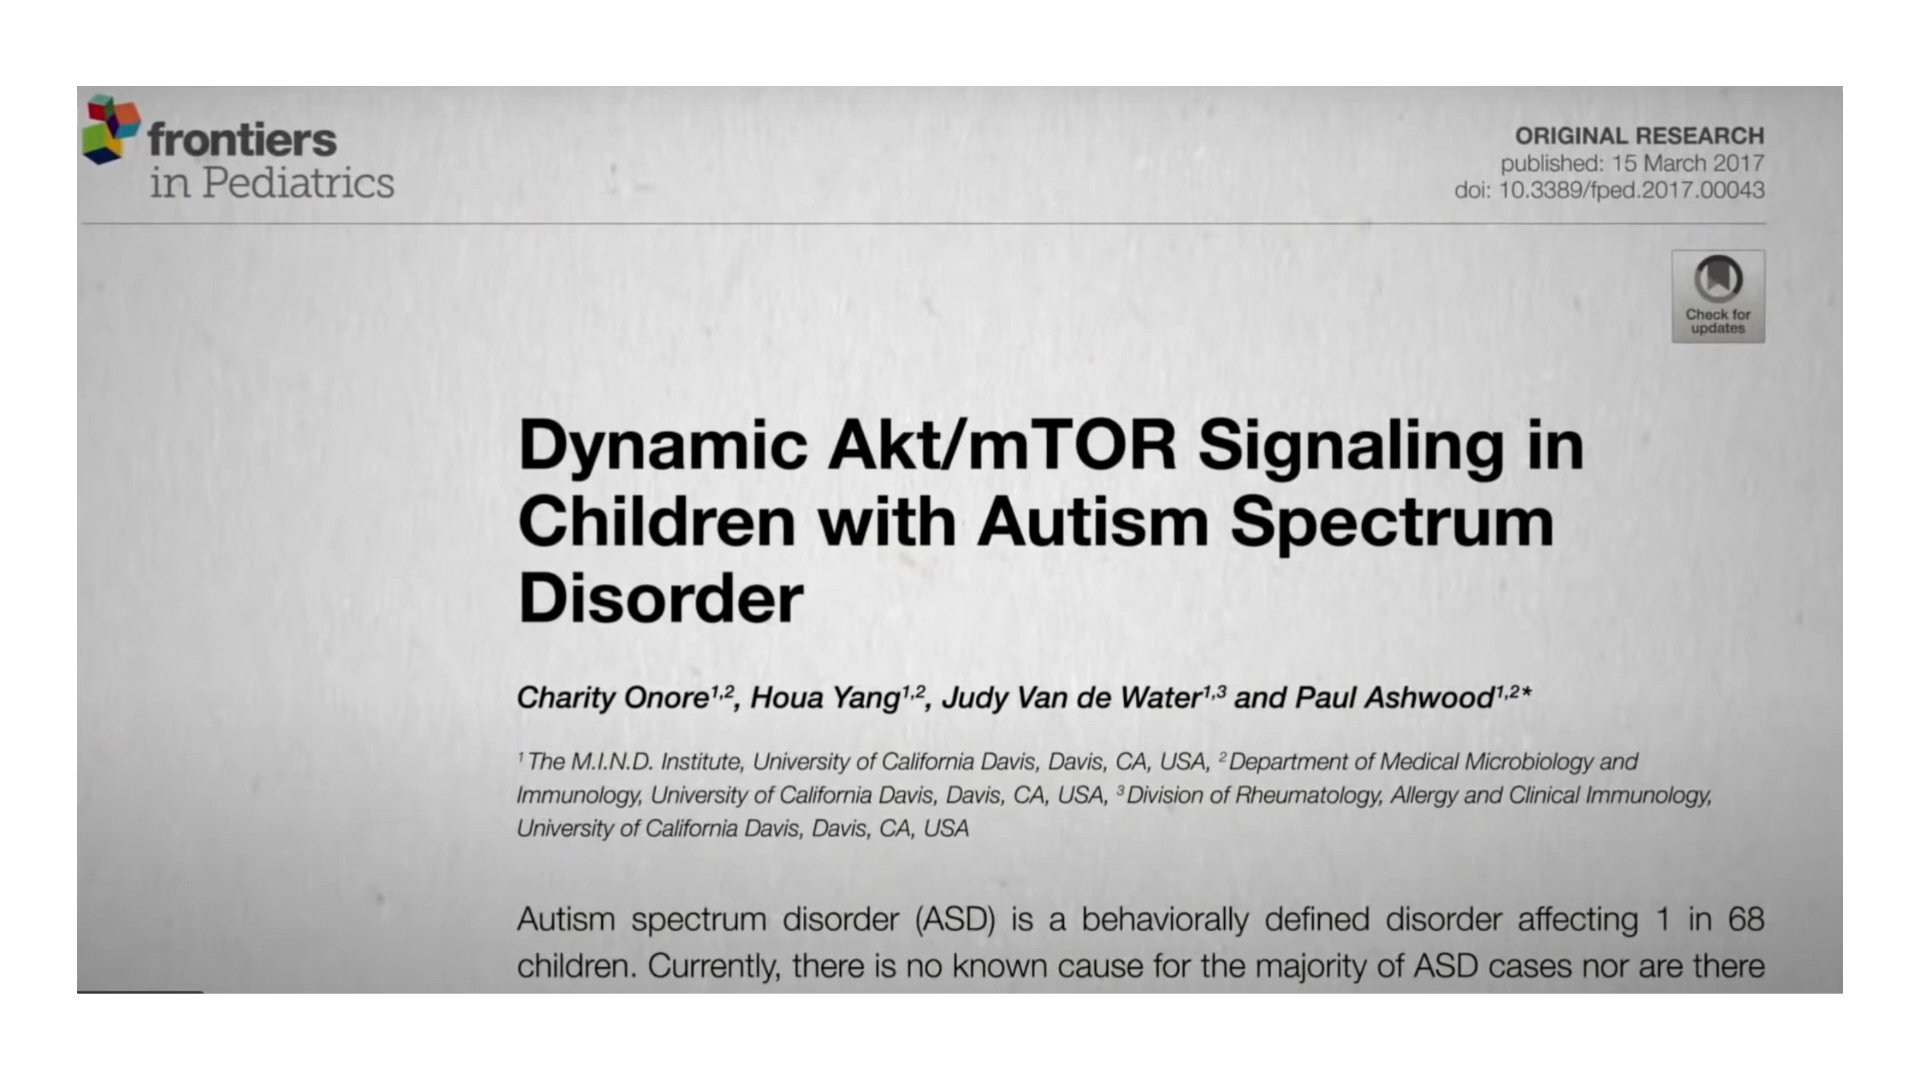 frontiers
in Pediatrics
ORIGINAL RESEARCH
published: 15 March 2017
doi: 10.3389/fped.2017.00043
Check for
updates
Dynamic Akt/mTOR Signaling in
Children with Autism Spectrum
Disorder
Charity Onore1,2, Houa Yang1,2, Judy Van de Water1,3 and Paul Ashwood1,2*
1 The M.I.N.D. Institute, University of California Davis, Davis, CA, USA, 2 Department of Medical Microbiology and
Immunology, University of California Davis, Davis, CA, USA, 3 Division of Rheumatology, Allergy and Clinical Immunology,
University of California Davis, Davis, CA, USA
Autism spectrum disorder (ASD) is a behaviorally defined disorder affecting 1 in 68
children. Currently, there is no known cause for the majority of ASD cases nor are there